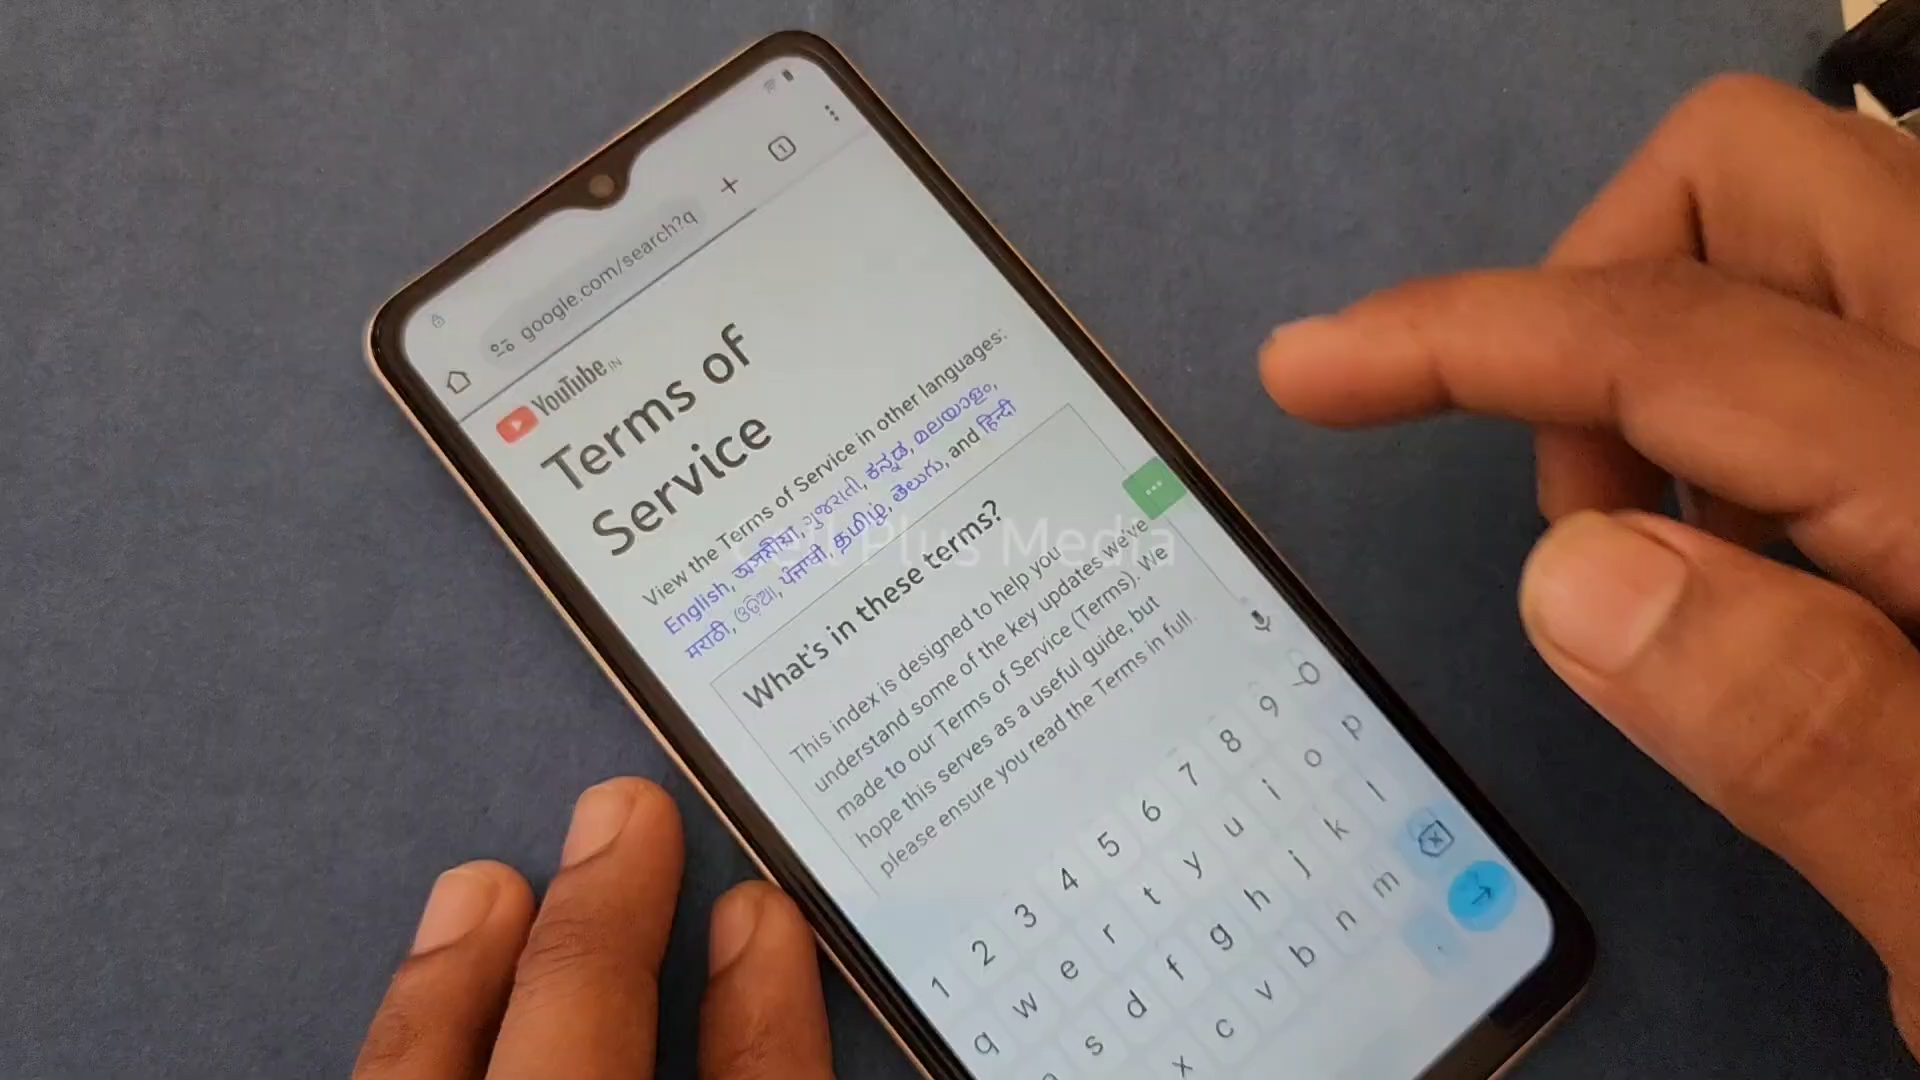 1
google.com/search?q
YouTube IN
Terms of
Service
View the Terms of Service in other languages:
English, অসমীয়া, ગુજરાતી, ಕನ್ನಡ, മലയാളം,
मराठी, ଓଡ଼ିଆ, ਪੰਜਾਬੀ, தமிழ், తెలుగు, and हिन्दी
Cell Plus Media
What's in these terms?
This index is designed to help you
understand some of the key updates we've
made to our Terms of Service (Terms). We
hope this serves as a useful guide, but
please ensure you read the Terms in full.
1 2 3 4 5 6 7 8 9 0
q w e r t y u i o p
s d f g h j k l
x c v b n m